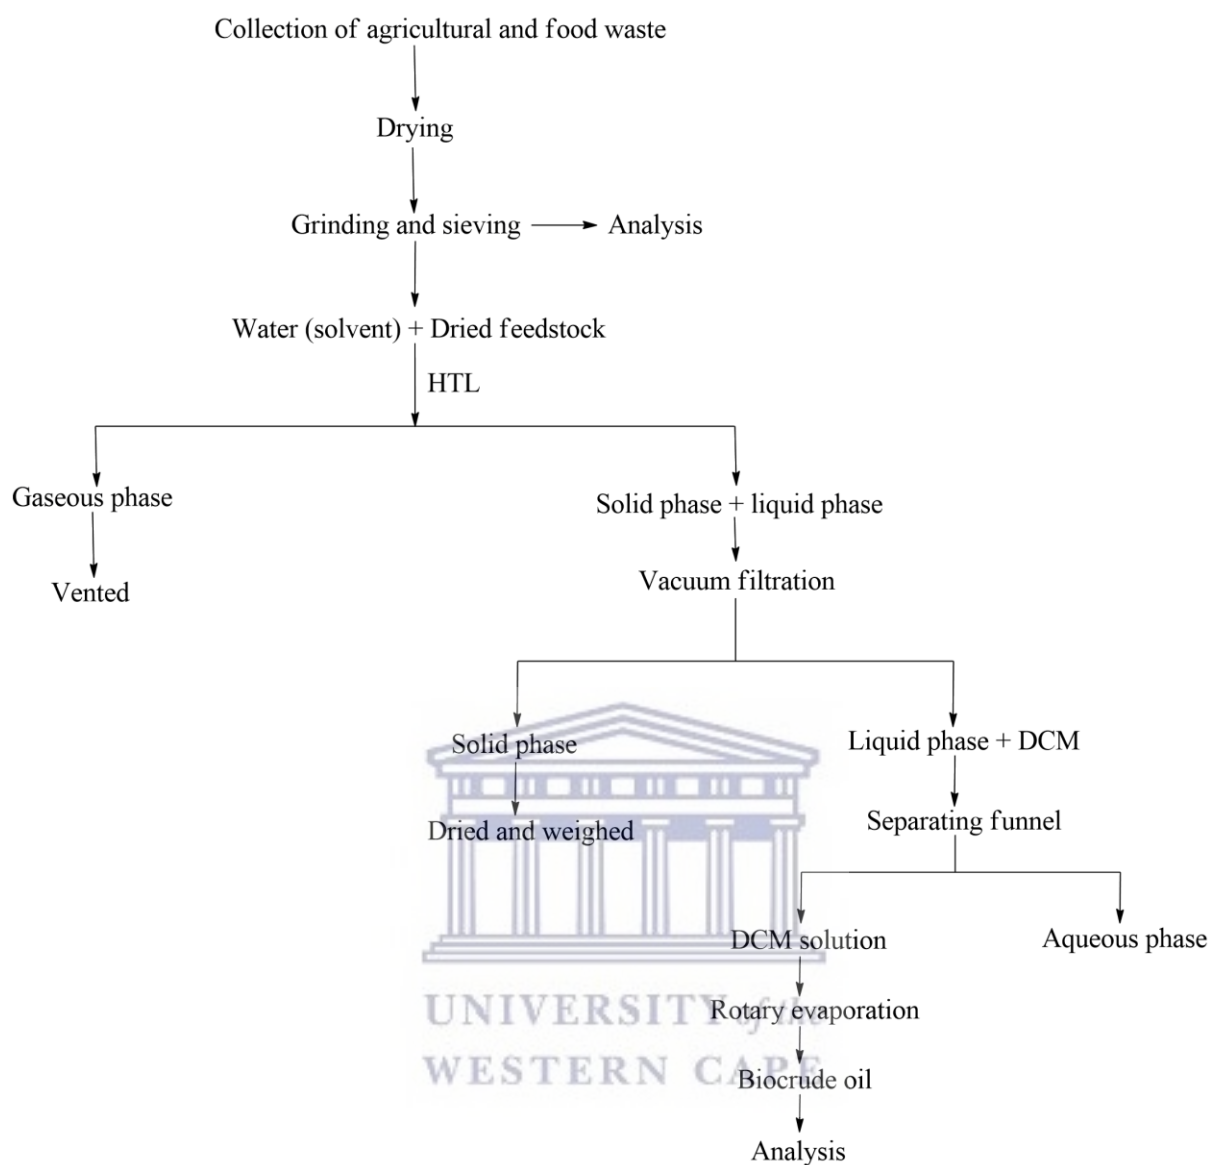 Collection of agricultural and food waste
Drying
Grinding and sieving
Analysis
Water (solvent) + Dried feedstock
HTL
Gaseous phase
Solid phase + liquid phase
Vented
Vacuum filtration
Solid phase
Liquid phase + DCM
Dried and weighed
Separating funnel
DCM solution
Aqueous phase
UNIVERSITY of the
Rotary evaporation
WESTERN CAPE
Biocrude oil
Analysis